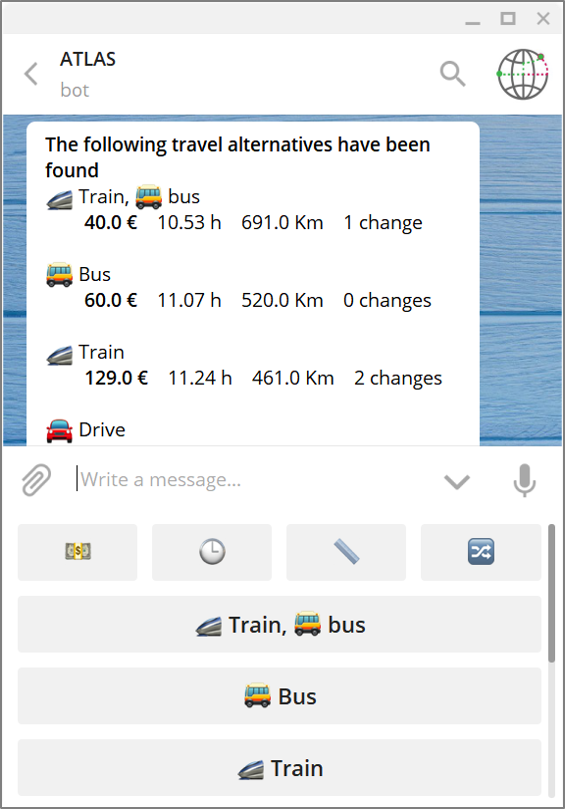 ATLAS
bot
The following travel alternatives have been
found
Train, bus
40.0 € 10.53 h 691.0 Km 1 change
Bus
60.0 € 11.07 h 520.0 Km 0 changes
Train
129.0 € 11.24 h 461.0 Km 2 changes
Drive
Write a message...
Train, bus
Bus
Train